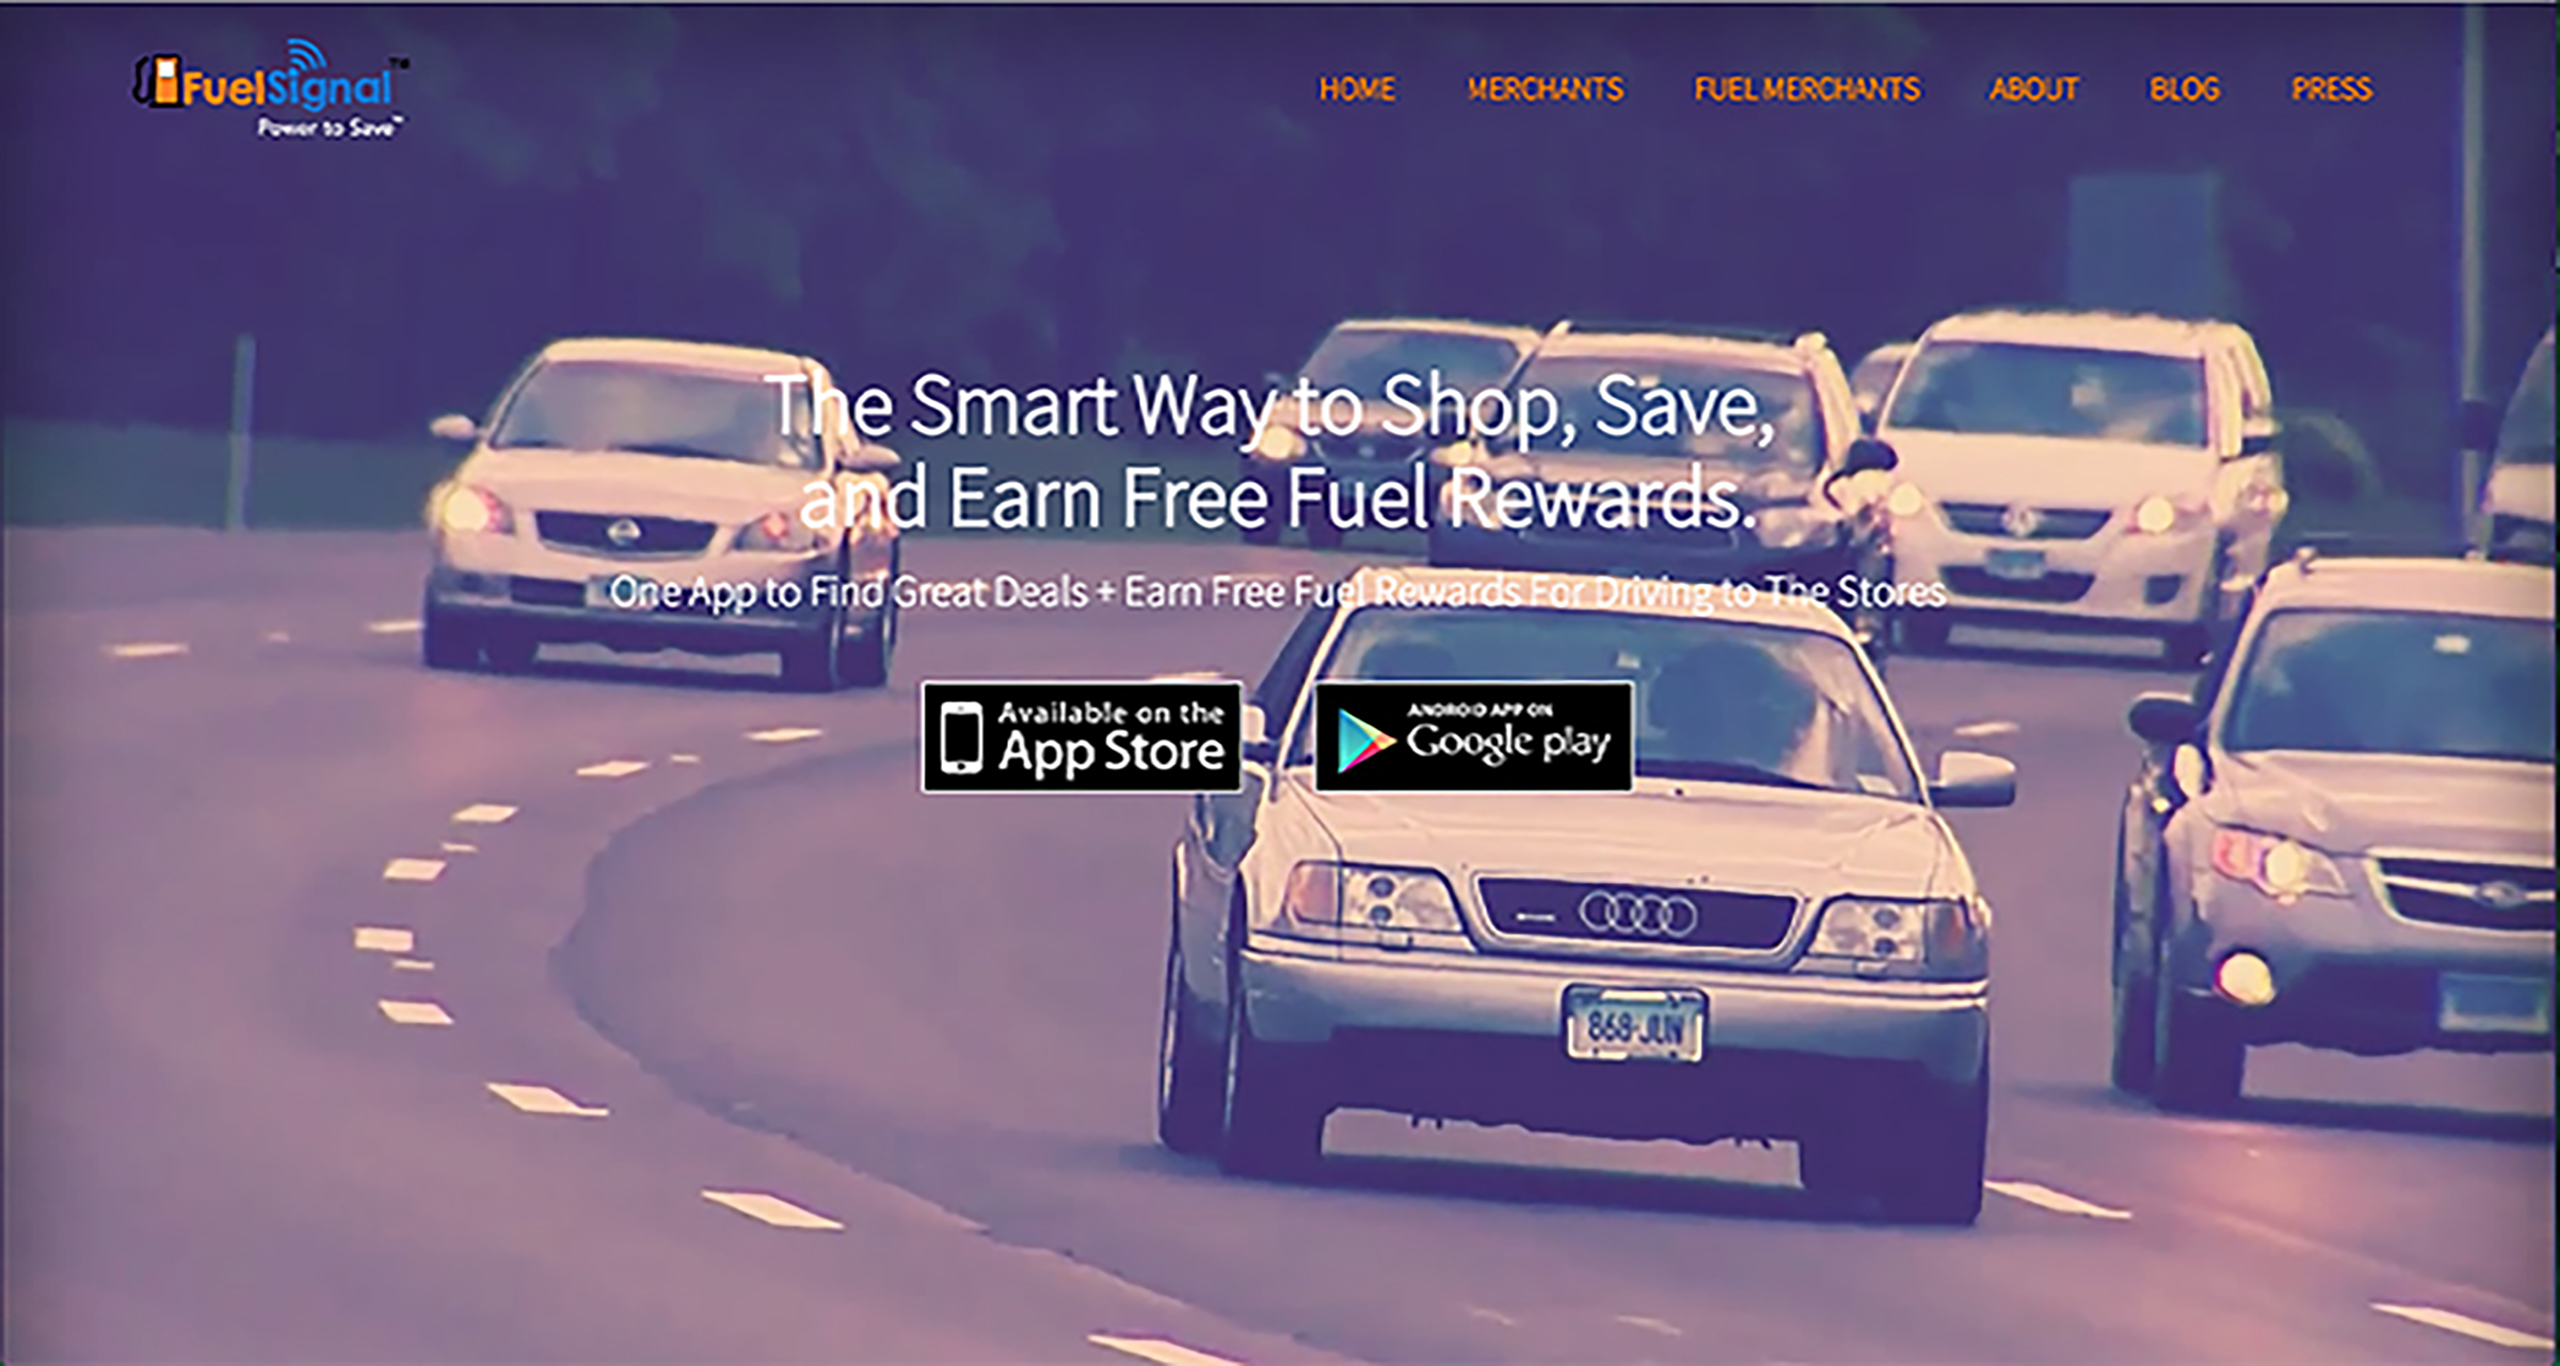 FuelSignal™
Power to Save™
HOME MERCHANTS FUEL MERCHANTS ABOUT BLOG PRESS
The Smart Way to Shop, Save,
and Earn Free Fuel Rewards.
One App to Find Great Deals + Earn Free Fuel Rewards For Driving to The Stores
Available on the
App Store
ANDROID APP ON
Google play
868·JUN